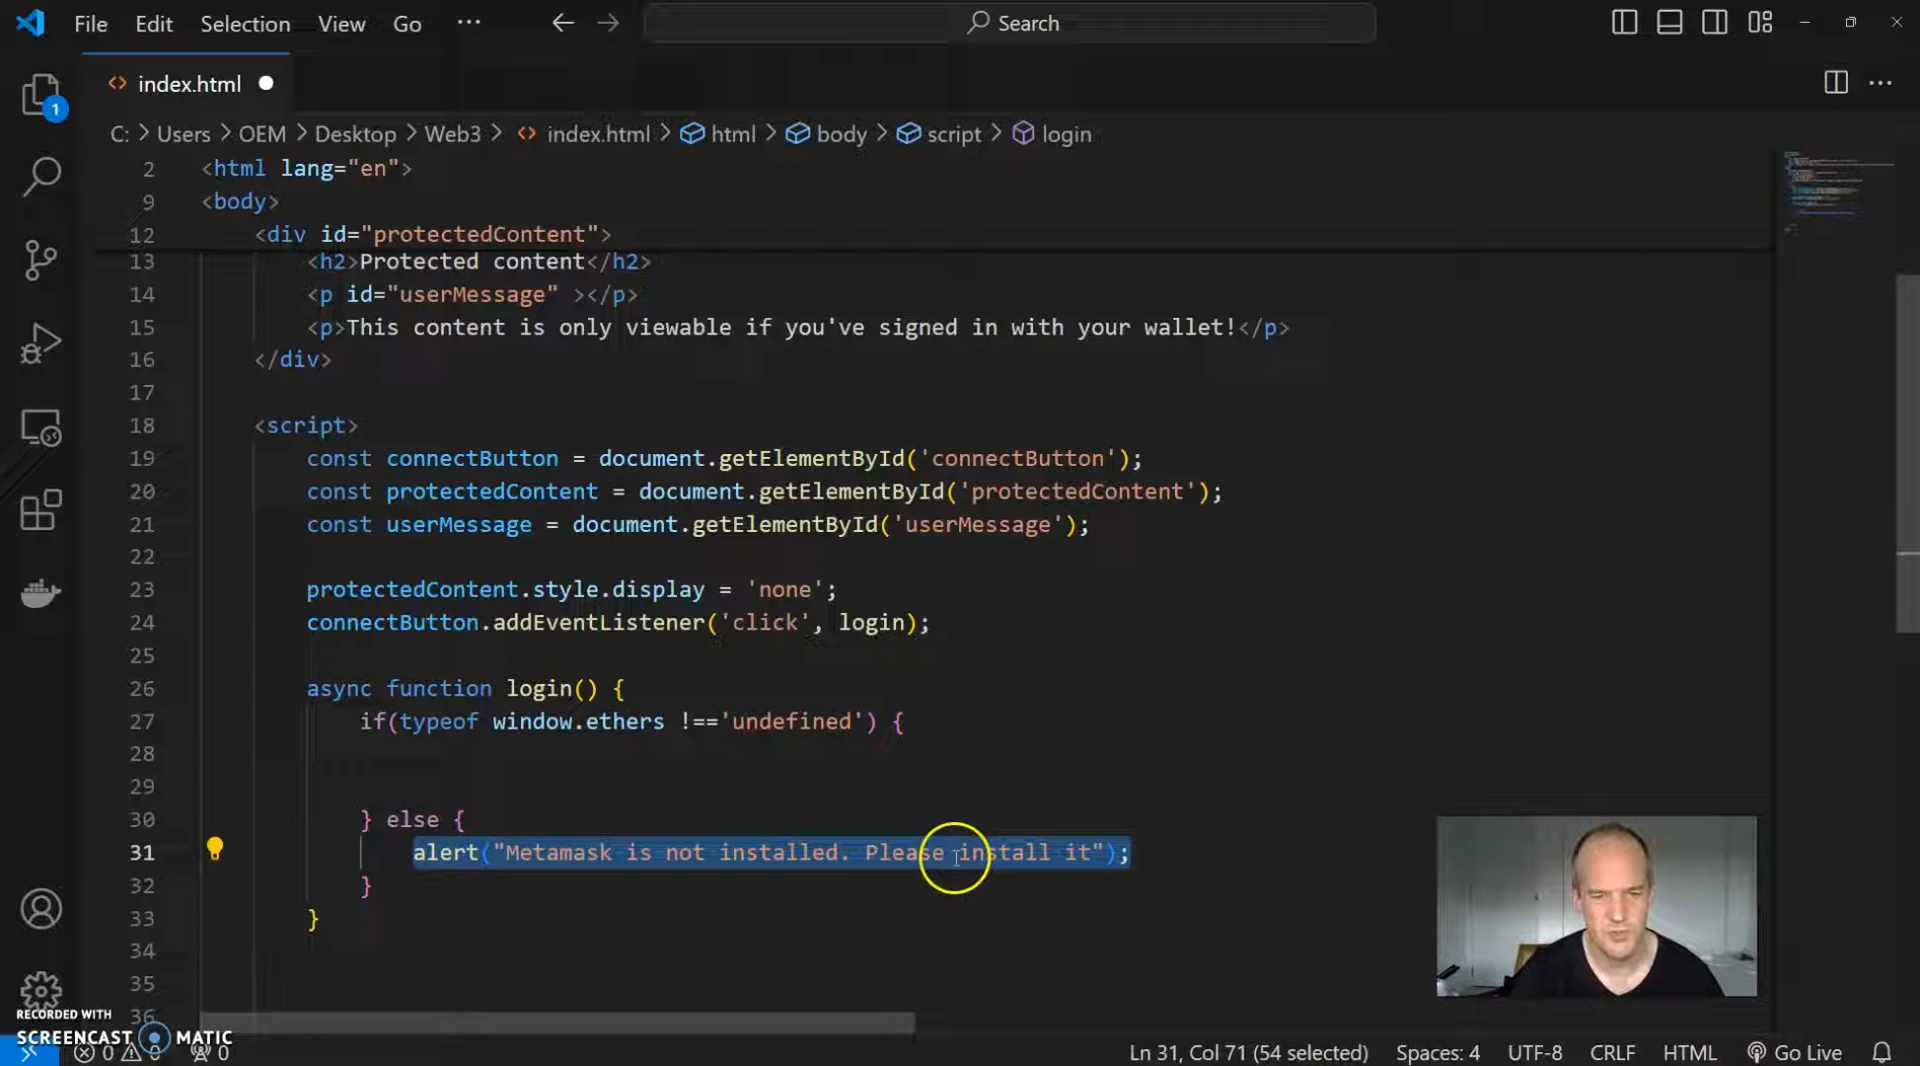 File Edit Selection View Go ··· Search
index.html
1
C: > Users > OEM > Desktop > Web3 > index.html > html > body > script > login
2 <html lang="en">
9 <body>
12 <div id="protectedContent">
13 <h2>Protected content</h2>
14 <p id="userMessage" ></p>
15 <p>This content is only viewable if you've signed in with your wallet!</p>
16 </div>
17
18 <script>
19 const connectButton = document.getElementById('connectButton');
20 const protectedContent = document.getElementById('protectedContent');
21 const userMessage = document.getElementById('userMessage');
22
23 protectedContent.style.display = 'none';
24 connectButton.addEventListener('click', login);
25
26 async function login() {
27 if(typeof window.ethers !=='undefined') {
28
29
30 } else {
31 alert("Metamask is not installed. Please install it");
32 }
33 }
34
35
36
RECORDED WITH
SCREENCAST MATIC
0 0 0 Ln 31, Col 71 (54 selected) Spaces: 4 UTF-8 CRLF HTML Go Live